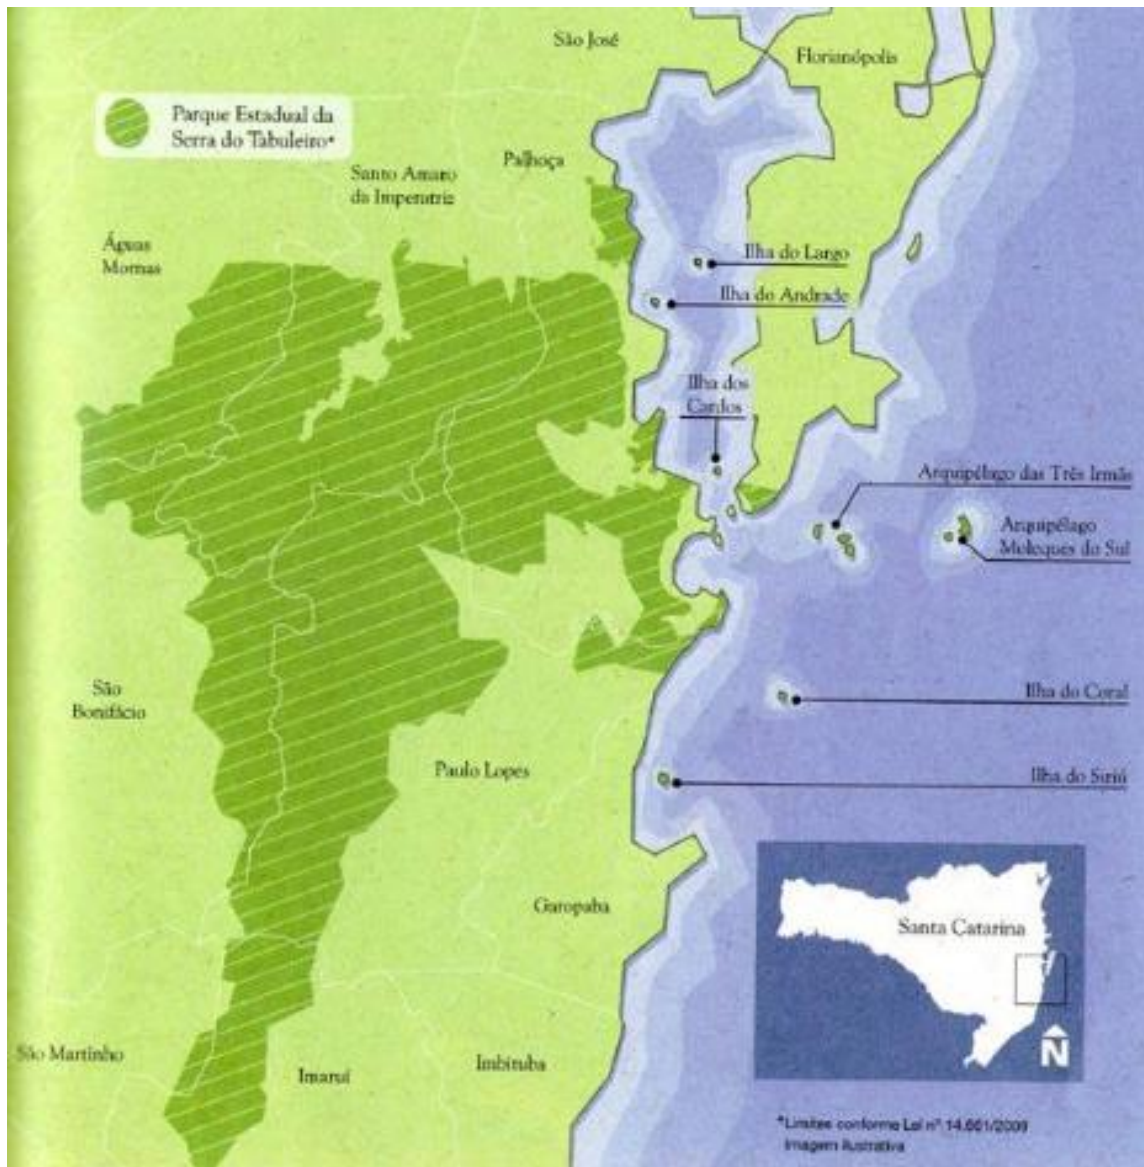 São José
Florianópolis
Parque Estadual da
Serra do Tabuleiro*
Palhoça
Santo Amaro
da Imperatriz
Águas
Mornas
Ilha do Largo
Ilha do Andrade
Ilha dos
Cardos
Arquipélago das Três Irmãs
Arquipélago
Moleques do Sul
São
Bonifácio
Ilha do Coral
Paulo Lopes
Ilha do Siriú
Garopaba
Santa Catarina
N
São Martinho
Imaruí
Imbituba
*Limites conforme Lei nº 14.661/2009
Imagem ilustrativa